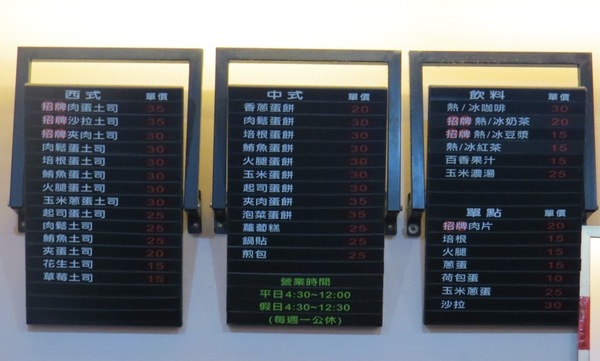 西式 單價
招牌肉蛋土司 35
招牌沙拉土司 35
招牌夾肉土司 30
肉鬆蛋土司 30
培根蛋土司 30
鮪魚蛋土司 30
火腿蛋土司 30
玉米蔥蛋土司 30
起司蛋土司 25
肉鬆土司 25
鮪魚土司 25
夾蛋土司 20
花生土司 15
草莓土司 15
中式 單價
香蔥蛋餅 20
肉鬆蛋餅 30
培根蛋餅 30
鮪魚蛋餅 30
火腿蛋餅 30
玉米蛋餅 30
起司蛋餅 30
夾肉蛋餅 35
泡菜蛋餅 35
蘿蔔糕 25
鍋貼 25
煎包 25
營業時間
平日4:30~12:00
假日4:30~12:30
(每週一公休)
飲料 單價
熱/冰咖啡 30
招牌 熱/冰奶茶 20
招牌 熱/冰豆漿 15
熱/冰紅茶 15
百香果汁 15
玉米濃湯 25
單點 單價
招牌肉片 20
培根 15
火腿 15
蔥蛋 15
荷包蛋 10
玉米蔥蛋 25
沙拉 30